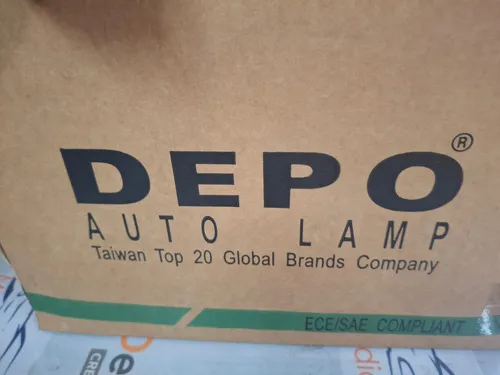 DEPO®
AUTO LAMP
Taiwan Top 20 Global Brands Company
ECE/SAE COMPLIANT